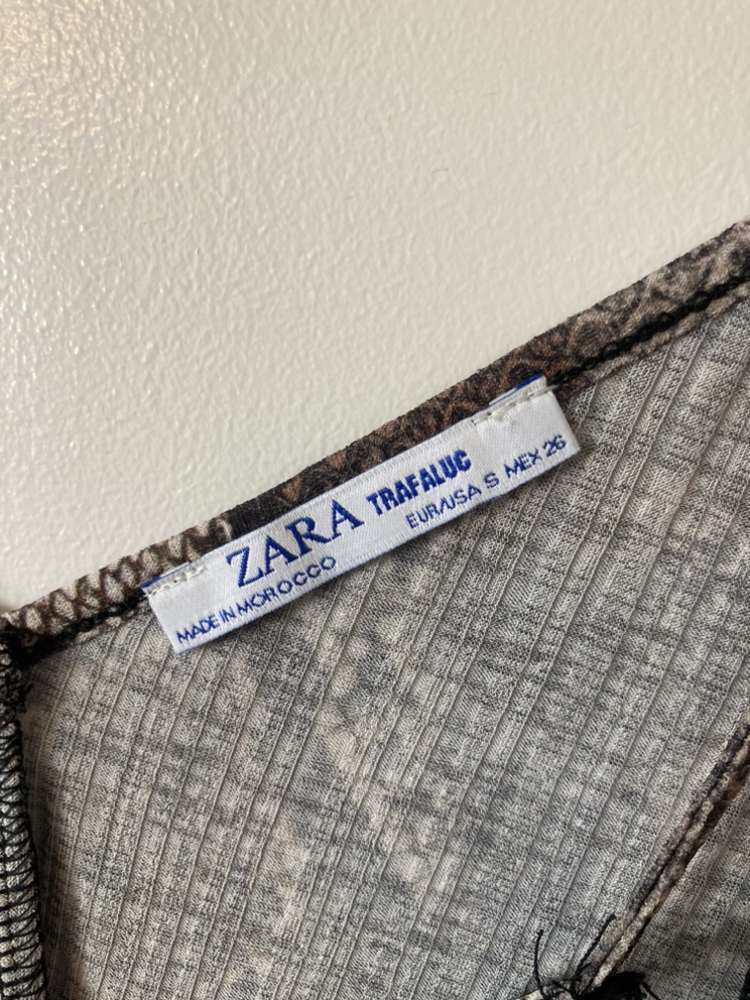 ZARA TRAFALUC
MADE IN MOROCCO EUR/USA S MEX 26